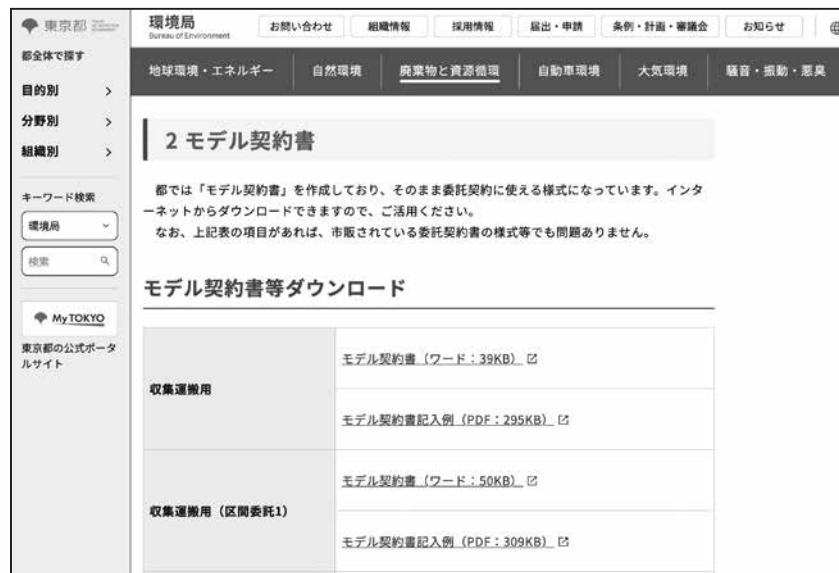 東京都
環境局
Bureau of Environment
お問い合わせ
組織情報
採用情報
届出・申請
条例・計画・審議会
お知らせ
都全体で探す
目的別
分野別
組織別
キーワード検索
環境局
検索
My TOKYO
東京都の公式ポータ
ルサイト
地球環境・エネルギー
自然環境
廃棄物と資源循環
自動車環境
大気環境
騒音・振動・悪臭
2 モデル契約書
都では「モデル契約書」を作成しており、そのまま委託契約に使える様式になっています。インタ
ーネットからダウンロードできますので、ご活用ください。
なお、上記表の項目があれば、市販されている委託契約書の様式等でも問題ありません。
モデル契約書等ダウンロード
収集運搬用
モデル契約書（ワード：39KB）
モデル契約書記入例（PDF：295KB）
収集運搬用（区間委託1）
モデル契約書（ワード：50KB）
モデル契約書記入例（PDF：309KB）